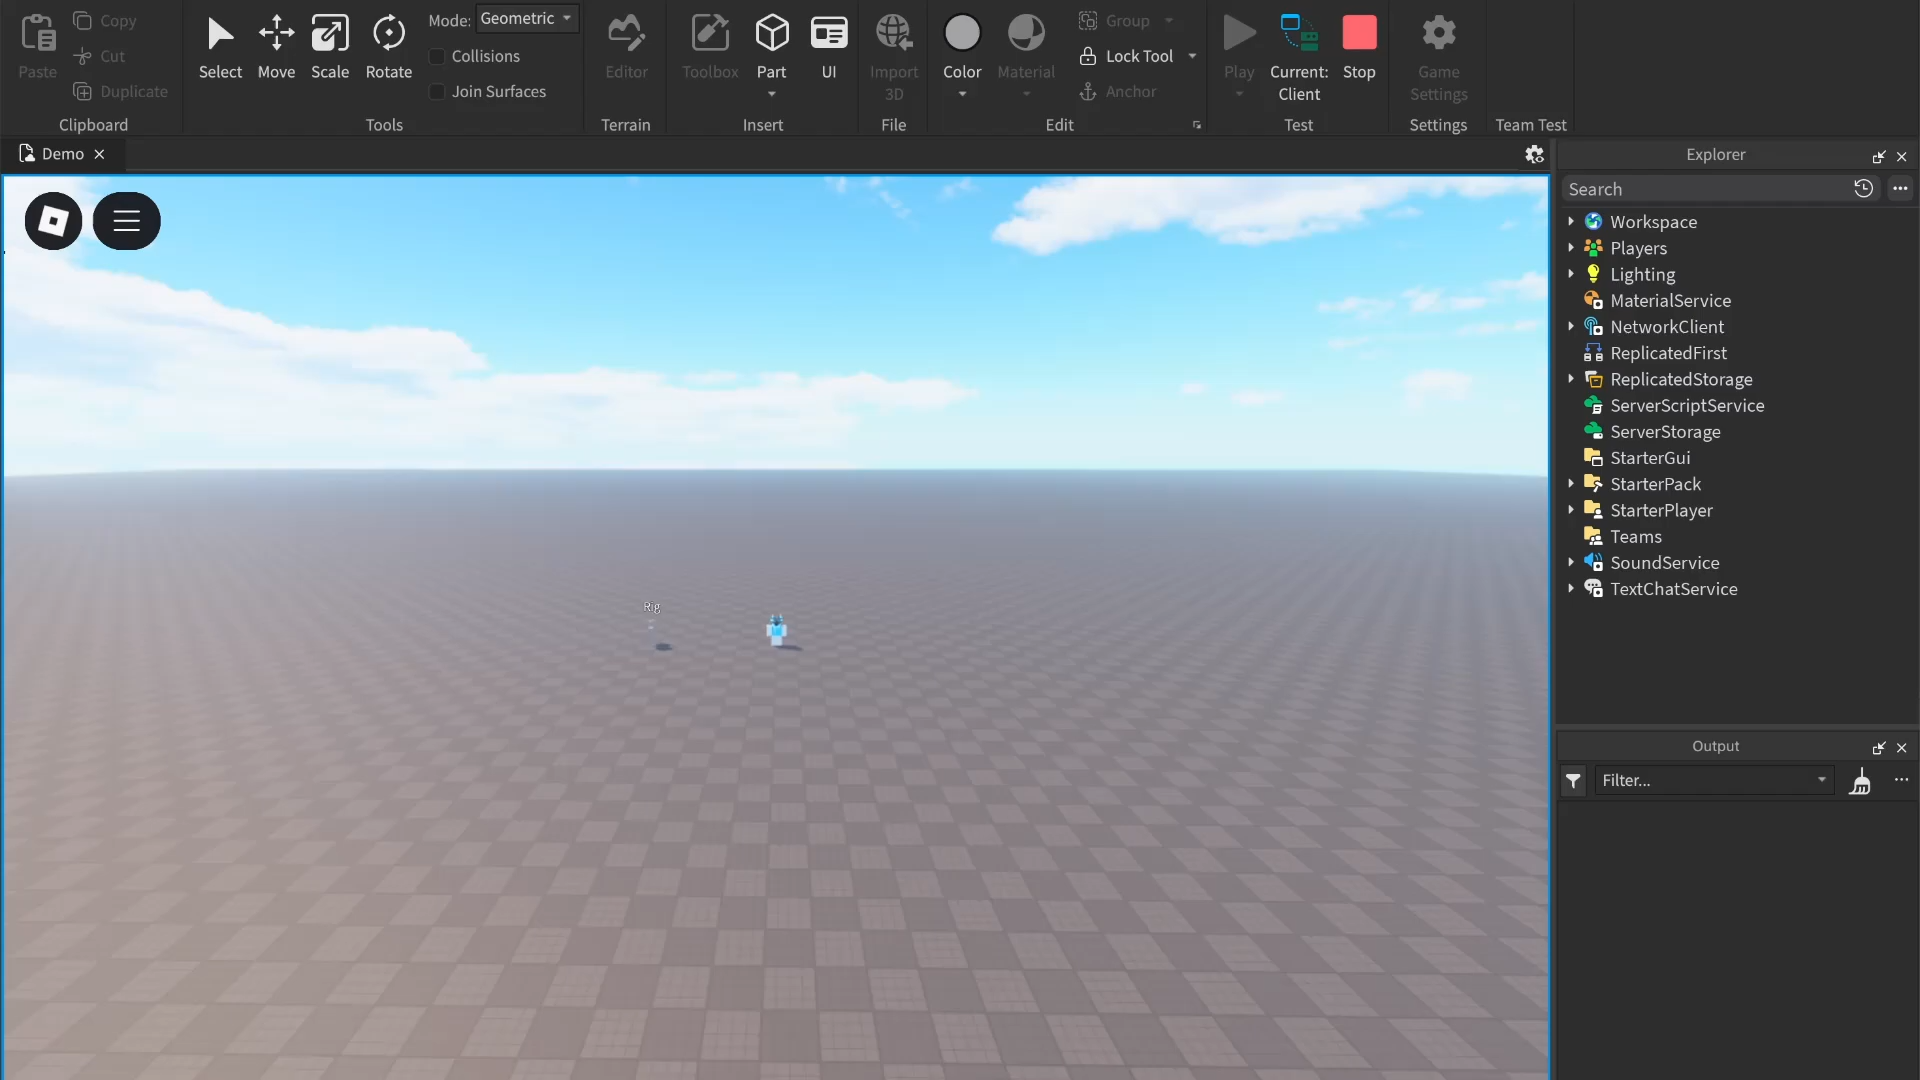 Paste
Copy
Cut
Duplicate
Clipboard
Select
Move
Scale
Rotate
Mode: Geometric
Collisions
Join Surfaces
Tools
Editor
Terrain
Toolbox
Part
UI
Insert
Import
3D
File
Color
Material
Group
Lock Tool
Anchor
Edit
Play
Current:
Client
Stop
Test
Game
Settings
Settings
Team Test
Demo
Explorer
Search
Workspace
Players
Lighting
MaterialService
NetworkClient
ReplicatedFirst
ReplicatedStorage
ServerScriptService
ServerStorage
StarterGui
StarterPack
StarterPlayer
Teams
SoundService
TextChatService
Rig
Output
Filter...